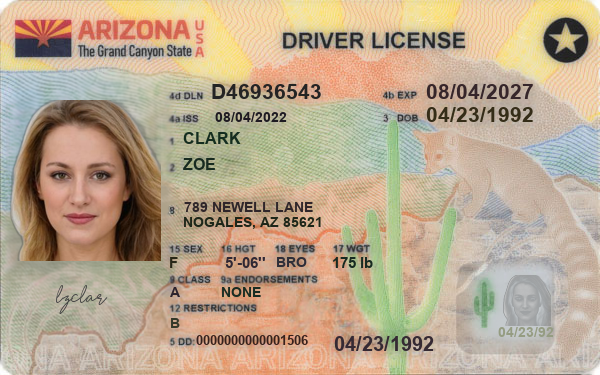 ARIZONA USA
The Grand Canyon State
DRIVER LICENSE
4d DLN D46936543
4b EXP 08/04/2027
4a ISS 08/04/2022
3 DOB 04/23/1992
1 CLARK
2 ZOE
8 789 NEWELL LANE
NOGALES, AZ 85621
15 SEX 16 HGT 18 EYES 17 WGT
F 5'-06" BRO 175 lb
9 CLASS 9a ENDORSEMENTS
A NONE
12 RESTRICTIONS
B
5 DD: 0000000000001506
04/23/1992
lzclar
04/23/92
ONA ARIZONA ARIZONA ARIZONA ARIZONA